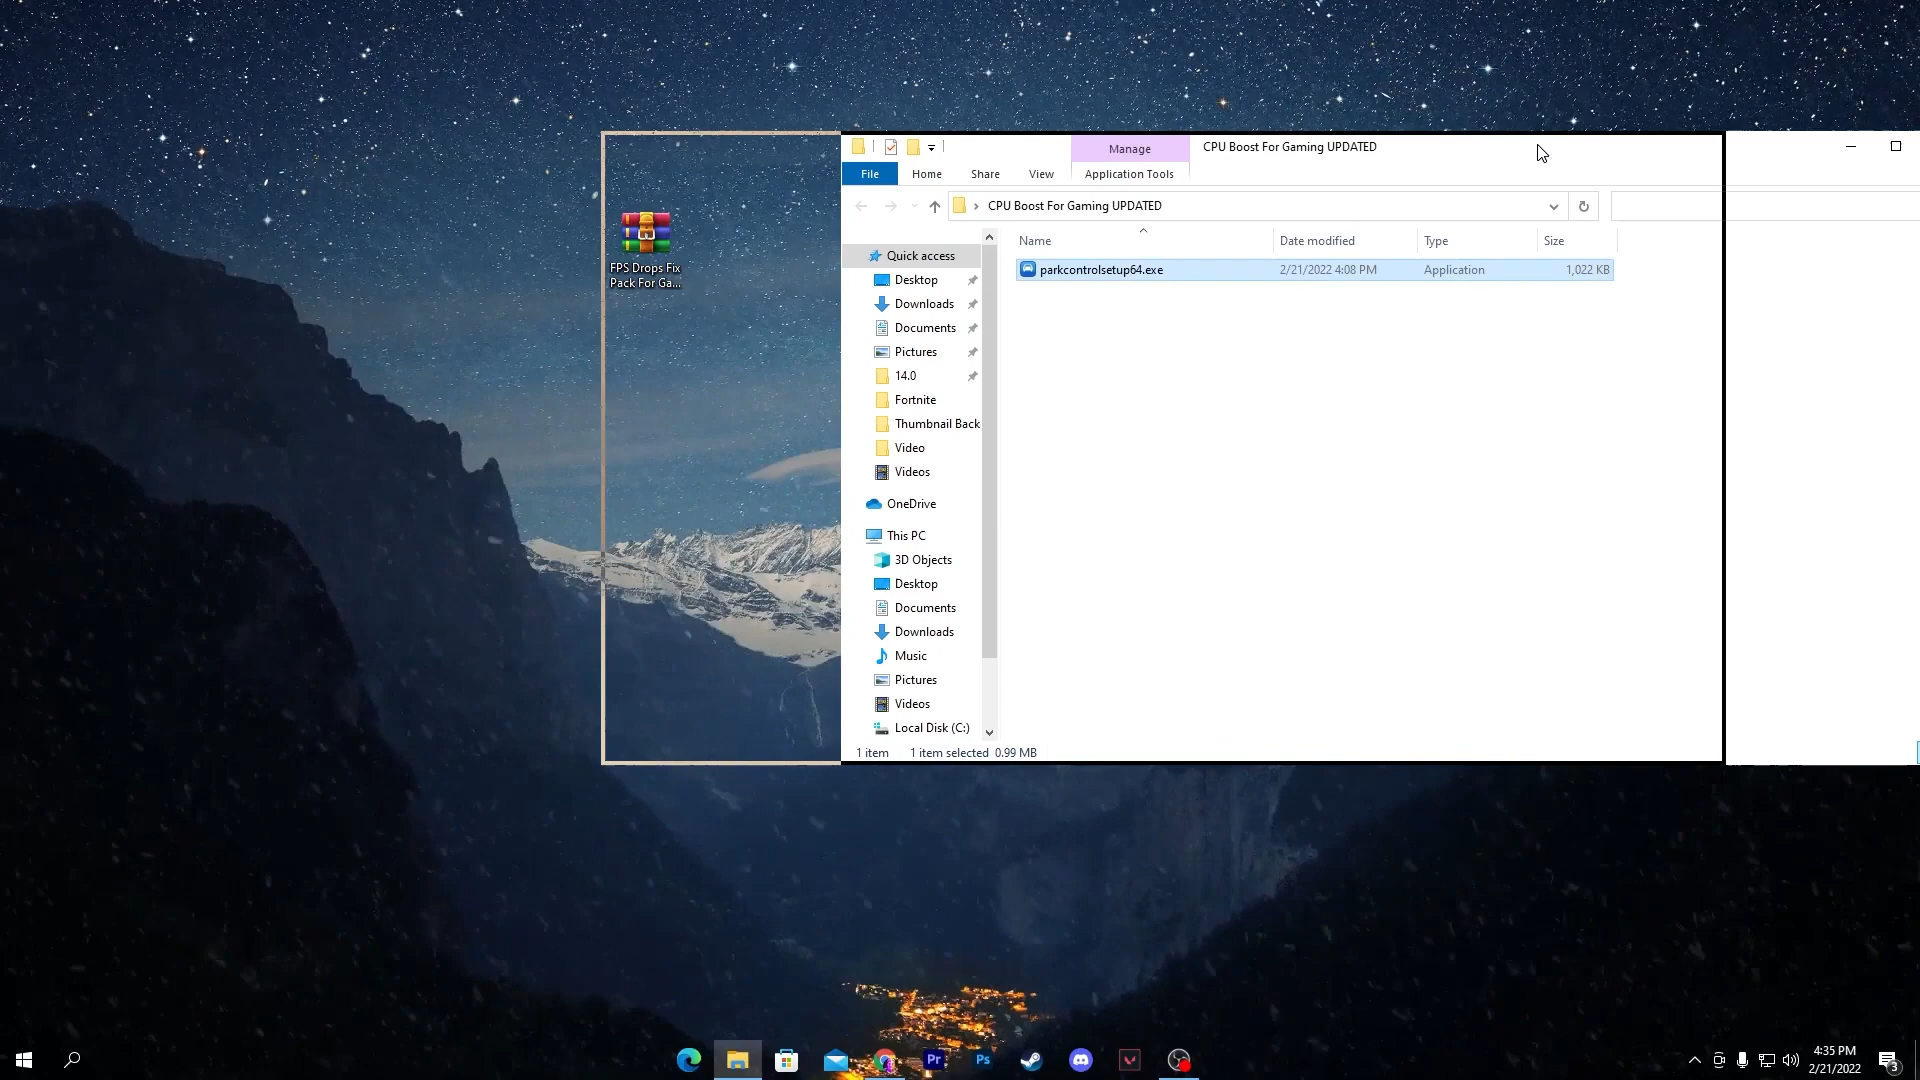 FPS Drops Fix
Pack For Ga...
Manage
CPU Boost For Gaming UPDATED
File
Home
Share
View
Application Tools
CPU Boost For Gaming UPDATED
Name
Date modified
Type
Size
parkcontrolsetup64.exe
2/21/2022 4:08 PM
Application
1,022 KB
Quick access
Desktop
Downloads
Documents
Pictures
14.0
Fortnite
Thumbnail Back
Video
Videos
OneDrive
This PC
3D Objects
Desktop
Documents
Downloads
Music
Pictures
Videos
Local Disk (C:)
1 item
1 item selected 0.99 MB
Pr
Ps
4:35 PM
2/21/2022
3